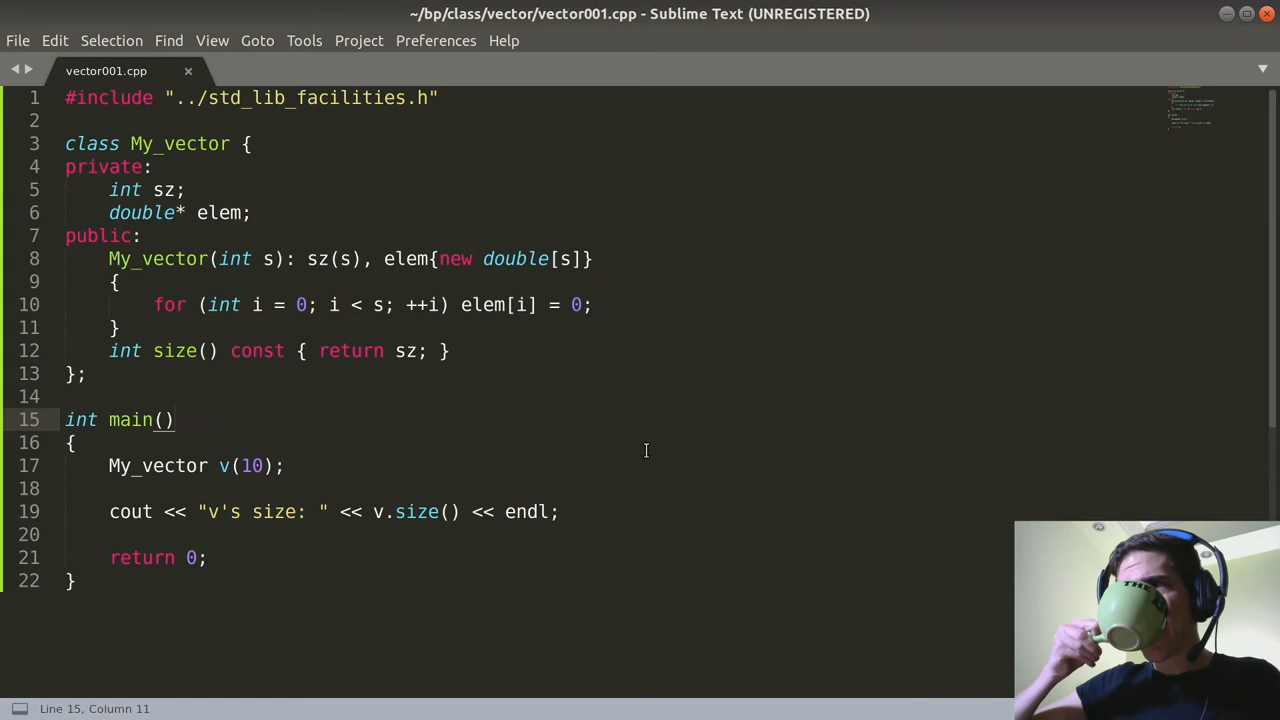 ~/bp/class/vector/vector001.cpp - Sublime Text (UNREGISTERED)
File Edit Selection Find View Goto Tools Project Preferences Help
vector001.cpp
1 #include "../std_lib_facilities.h"
2
3 class My_vector {
4 private:
5 int sz;
6 double* elem;
7 public:
8 My_vector(int s): sz(s), elem{new double[s]}
9 {
10 for (int i = 0; i < s; ++i) elem[i] = 0;
11 }
12 int size() const { return sz; }
13 };
14
15 int main()
16 {
17 My_vector v(10);
18
19 cout << "v's size: " << v.size() << endl;
20
21 return 0;
22 }
THE
Line 15, Column 11